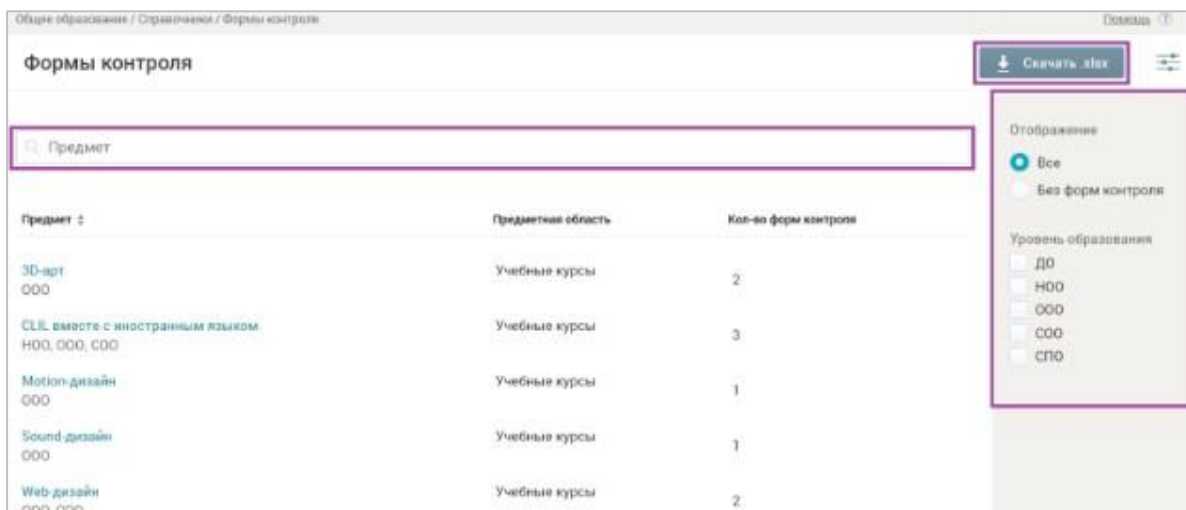 Общее образование / Справочники / Формы контроля
Помощь ?
Формы контроля
Скачать .xlsx
Предмет
Отображение
Все
Без форм контроля
Уровень образования
ДО
НОО
ООО
СОО
СПО
Предмет
Предметная область
Кол-во форм контроля
3D-арт
Учебные курсы
2
ООО
CLIL вместе с иностранным языком
Учебные курсы
3
НОО, ООО, СОО
Motion-дизайн
Учебные курсы
1
ООО
Sound-дизайн
Учебные курсы
1
ООО
Web-дизайн
Учебные курсы
2